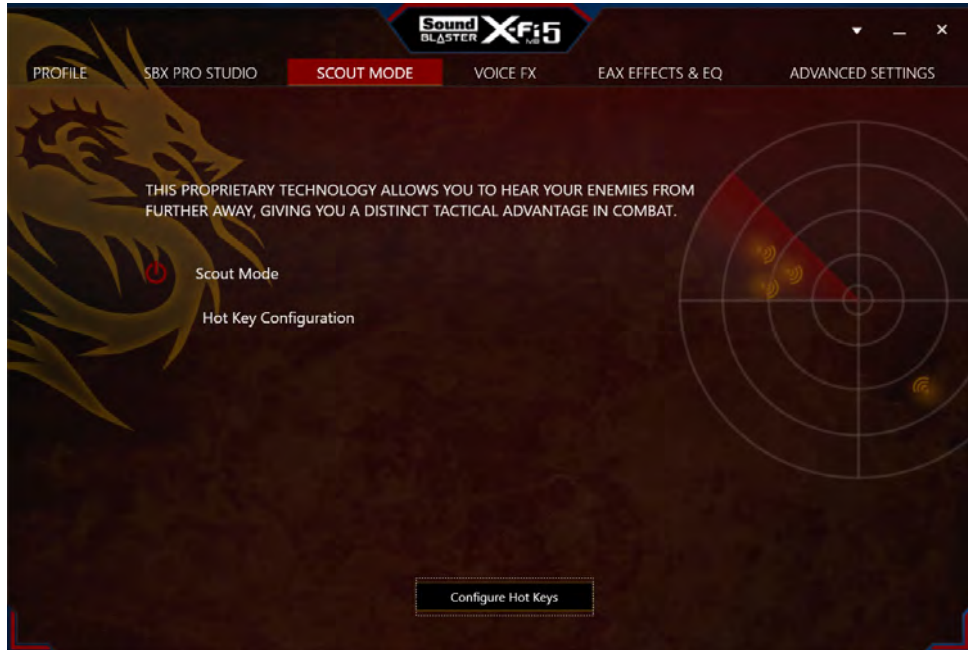 Sound
BLASTER X-Fi MB 5
PROFILE SBX PRO STUDIO SCOUT MODE VOICE FX EAX EFFECTS & EQ ADVANCED SETTINGS
THIS PROPRIETARY TECHNOLOGY ALLOWS YOU TO HEAR YOUR ENEMIES FROM
FURTHER AWAY, GIVING YOU A DISTINCT TACTICAL ADVANTAGE IN COMBAT.
Scout Mode
Hot Key Configuration
Configure Hot Keys